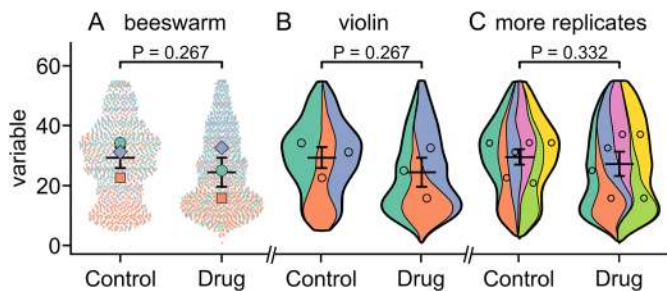 A beeswarm
B violin
C more replicates
P = 0.267
P = 0.267
P = 0.332
variable
60
40
20
0
Control
Drug
Control
Drug
Control
Drug